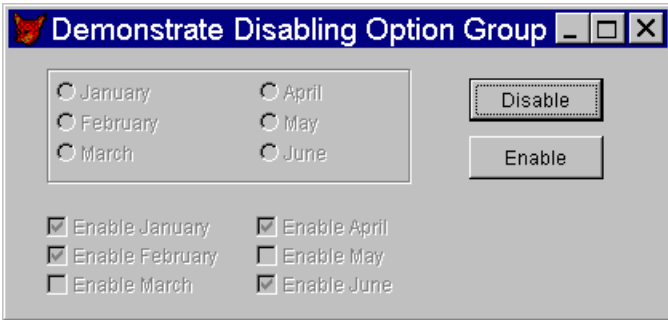 Demonstrate Disabling Option Group
January April Disable
February May
March June Enable
Enable January Enable April
Enable February Enable May
Enable March Enable June